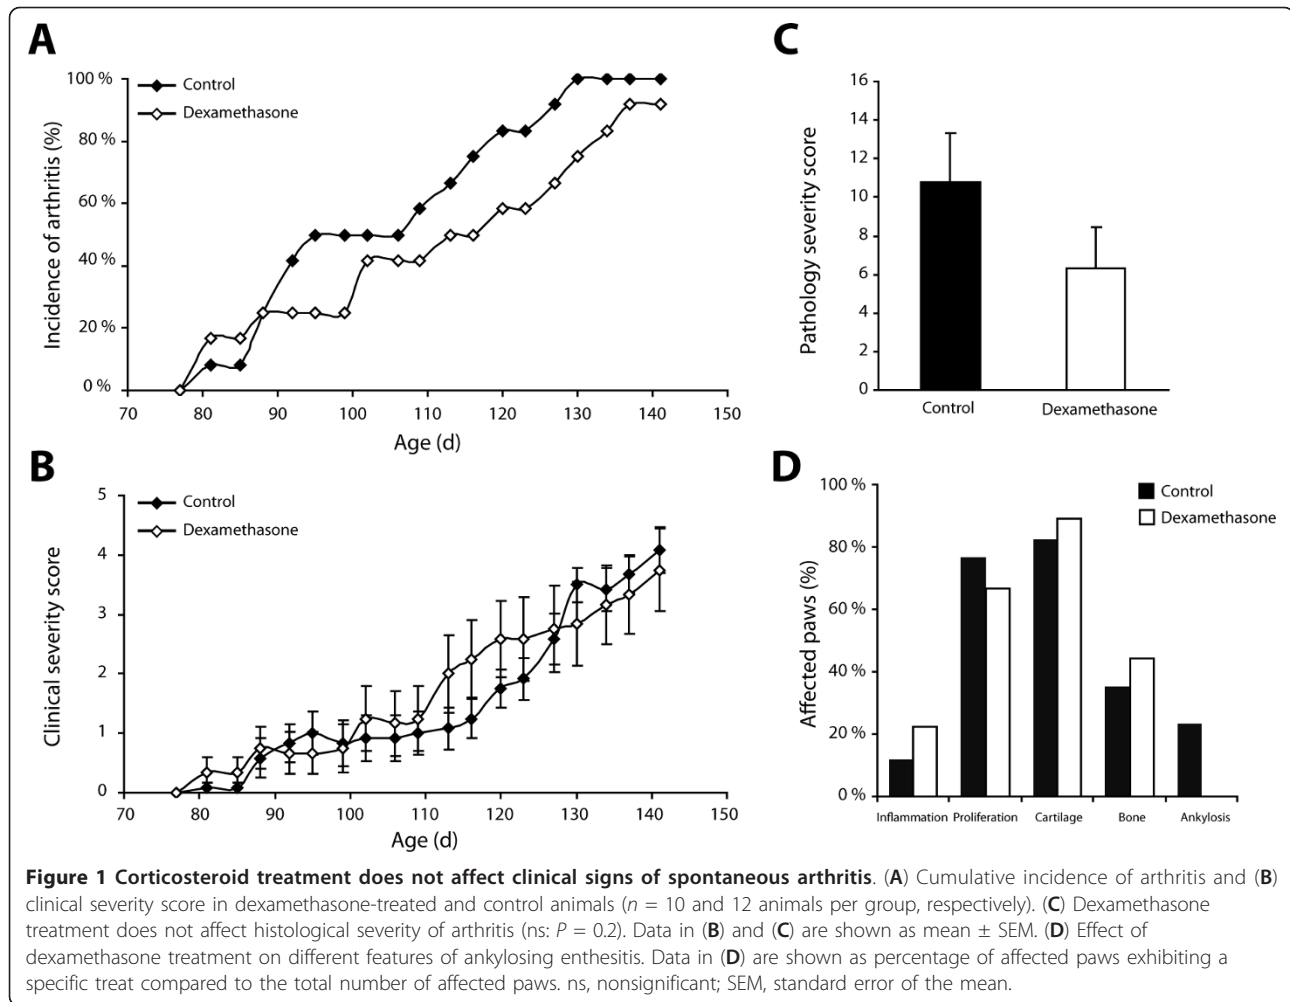 A
100 %
80 %
60 %
40 %
20 %
0 %
Incidence of arthritis (%)
Control
Dexamethasone
70 80 90 100 110 120 130 140 150
Age (d)
C
16
14
12
10
8
6
4
2
0
Pathology severity score
Control Dexamethasone
B
5
4
3
2
1
0
Clinical severity score
Control
Dexamethasone
70 80 90 100 110 120 130 140 150
Age (d)
D
100 %
80 %
60 %
40 %
20 %
0 %
Affected paws (%)
Control
Dexamethasone
Inflammation Proliferation Cartilage Bone Ankylosis
Figure 1 Corticosteroid treatment does not affect clinical signs of spontaneous arthritis. (A) Cumulative incidence of arthritis and (B)
clinical severity score in dexamethasone-treated and control animals (n = 10 and 12 animals per group, respectively). (C) Dexamethasone
treatment does not affect histological severity of arthritis (ns: P = 0.2). Data in (B) and (C) are shown as mean ± SEM. (D) Effect of
dexamethasone treatment on different features of ankylosing enthesitis. Data in (D) are shown as percentage of affected paws exhibiting a
specific treat compared to the total number of affected paws. ns, nonsignificant; SEM, standard error of the mean.